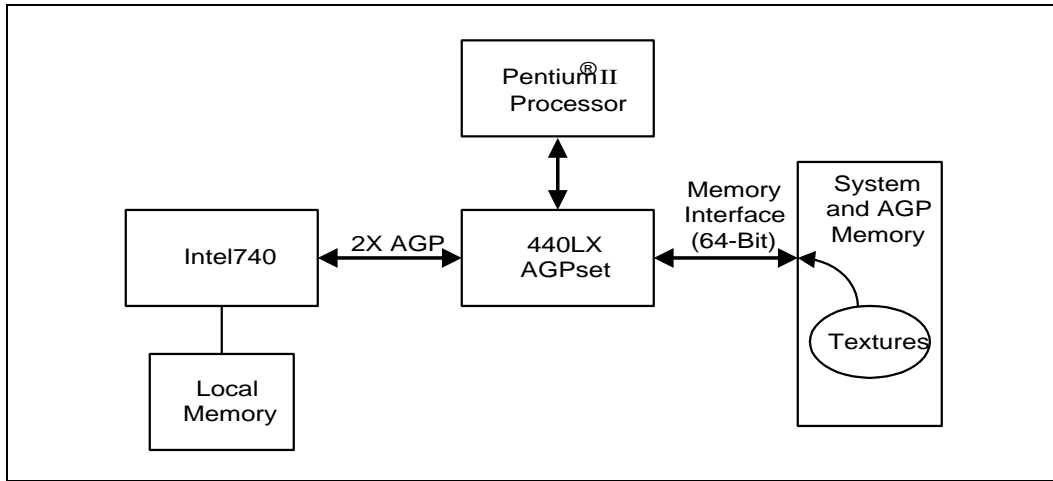 Pentium® II
Processor
Memory
Interface
(64-Bit)
System
and AGP
Memory
Intel740
2X AGP
440LX
AGPset
Textures
Local
Memory